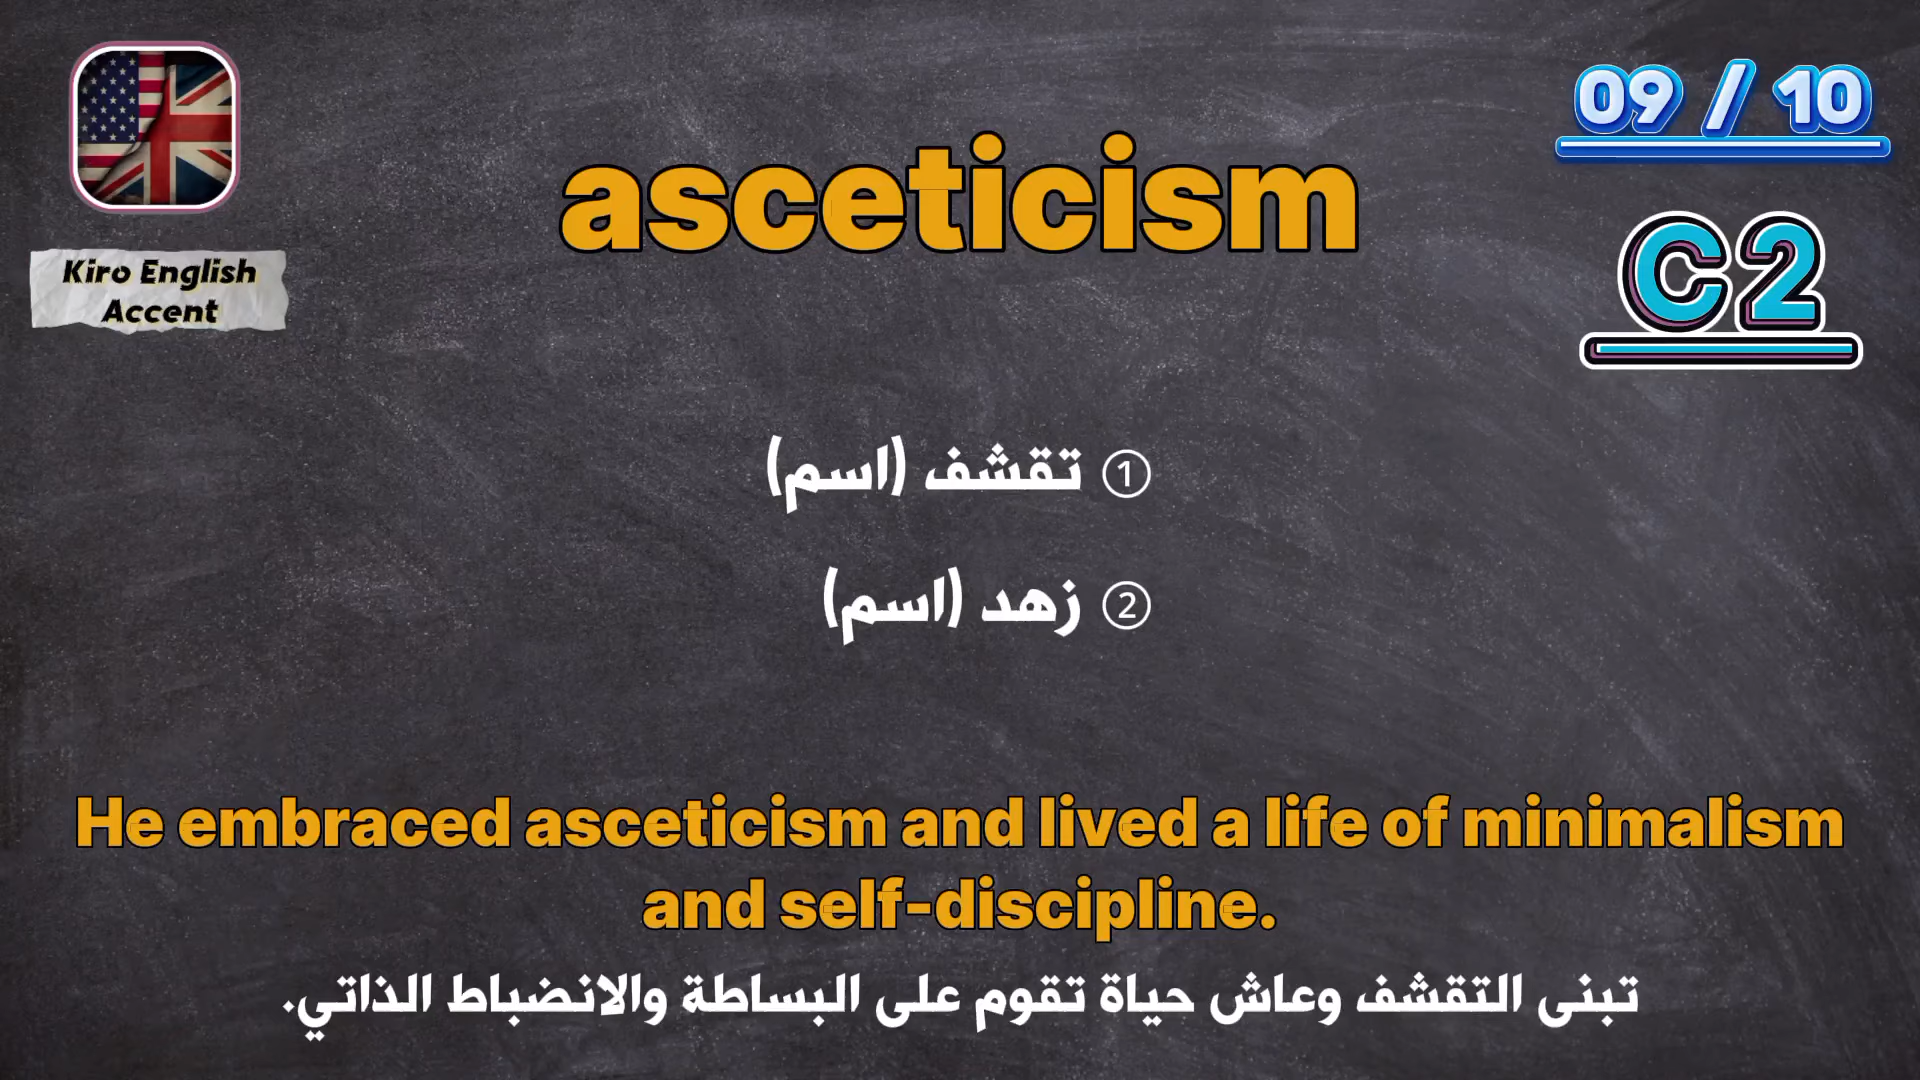 Kiro English
Accent
09 / 10
C2
asceticism
① تقشف (اسم)
② زهد (اسم)
He embraced asceticism and lived a life of minimalism
and self-discipline.
تبنى التقشف وعاش حياة تقوم على البساطة والانضباط الذاتي.